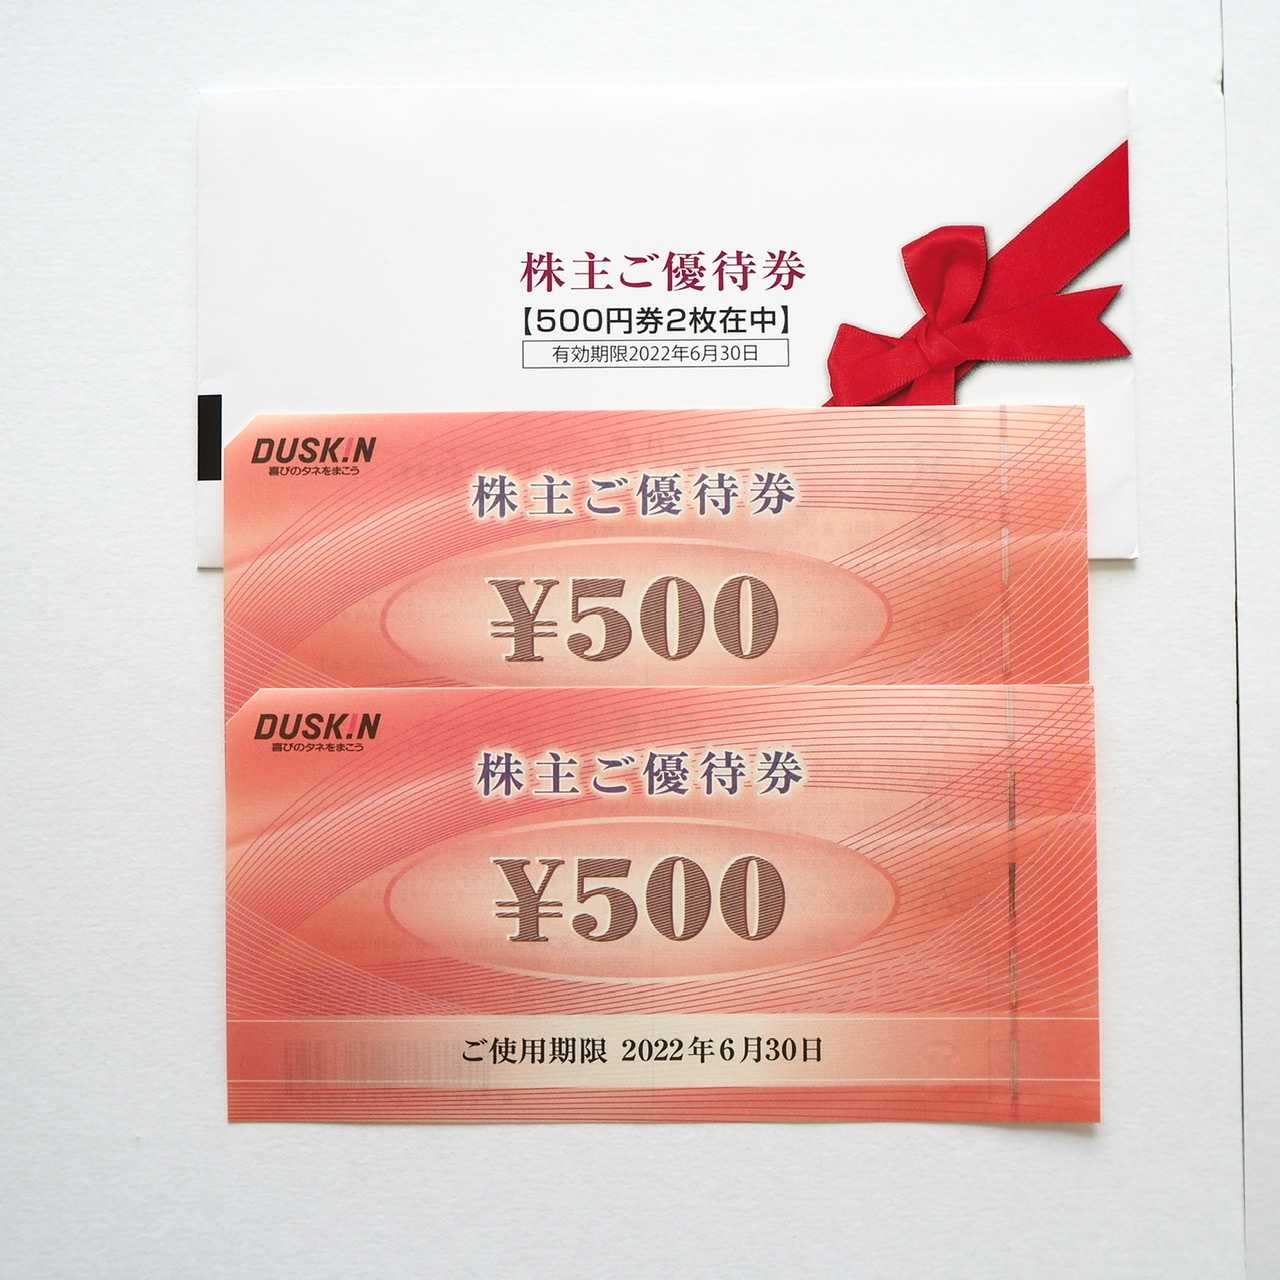 株主ご優待券
【500円券2枚在中】
有効期限2022年6月30日
DUSK!N
喜びのタネをまこう
株主ご優待券
¥500
DUSK!N
喜びのタネをまこう
株主ご優待券
¥500
ご使用期限 2022年6月30日